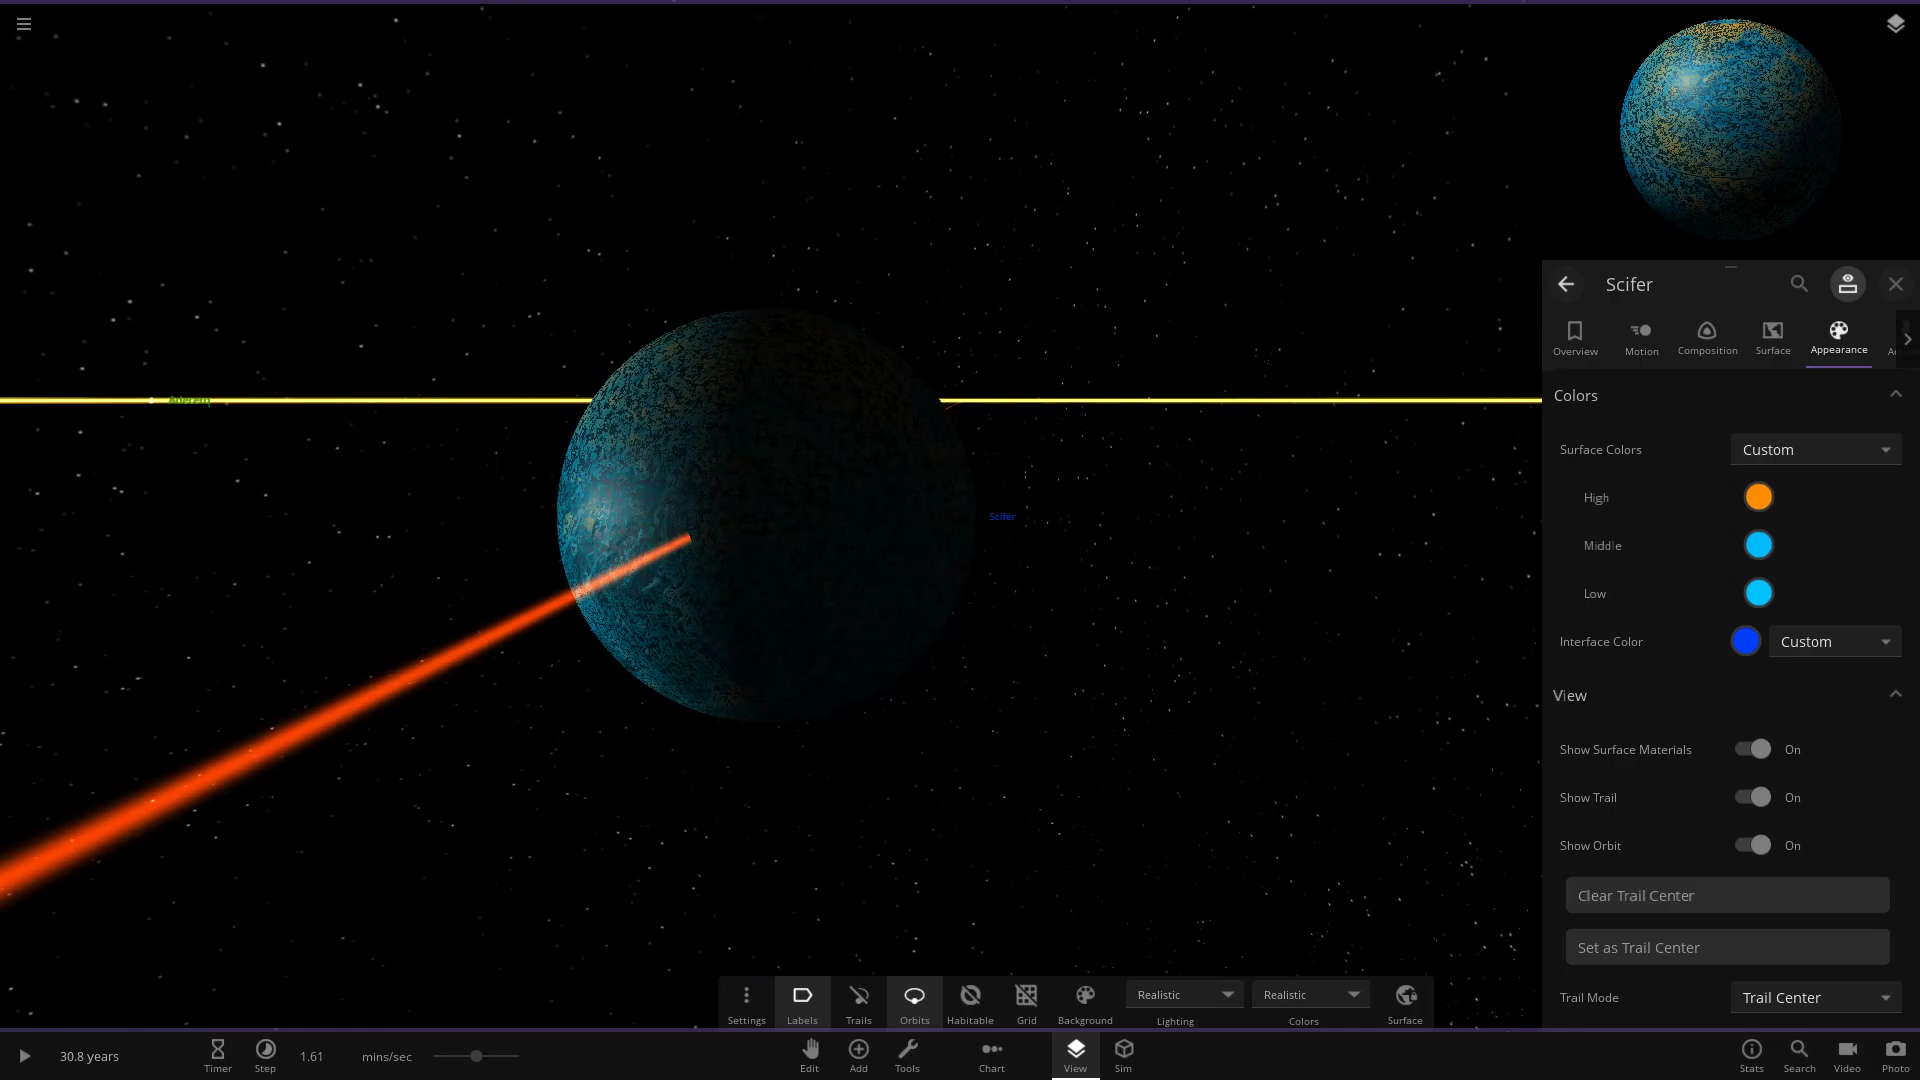 Scifer
Overview
Motion
Composition
Surface
Appearance
Colors
Surface Colors
Custom
High
Middle
Low
Interface Color
Custom
View
Show Surface Materials
On
Show Trail
On
Show Orbit
On
Clear Trail Center
Set as Trail Center
Trail Mode
Trail Center
Scifer
Settings
Labels
Trails
Orbits
Habitable
Grid
Background
Realistic
Lighting
Realistic
Colors
Surface
30.8 years
Timer
Step
1.61
mins/sec
Edit
Add
Tools
Chart
View
Sim
Stats
Search
Video
Photo